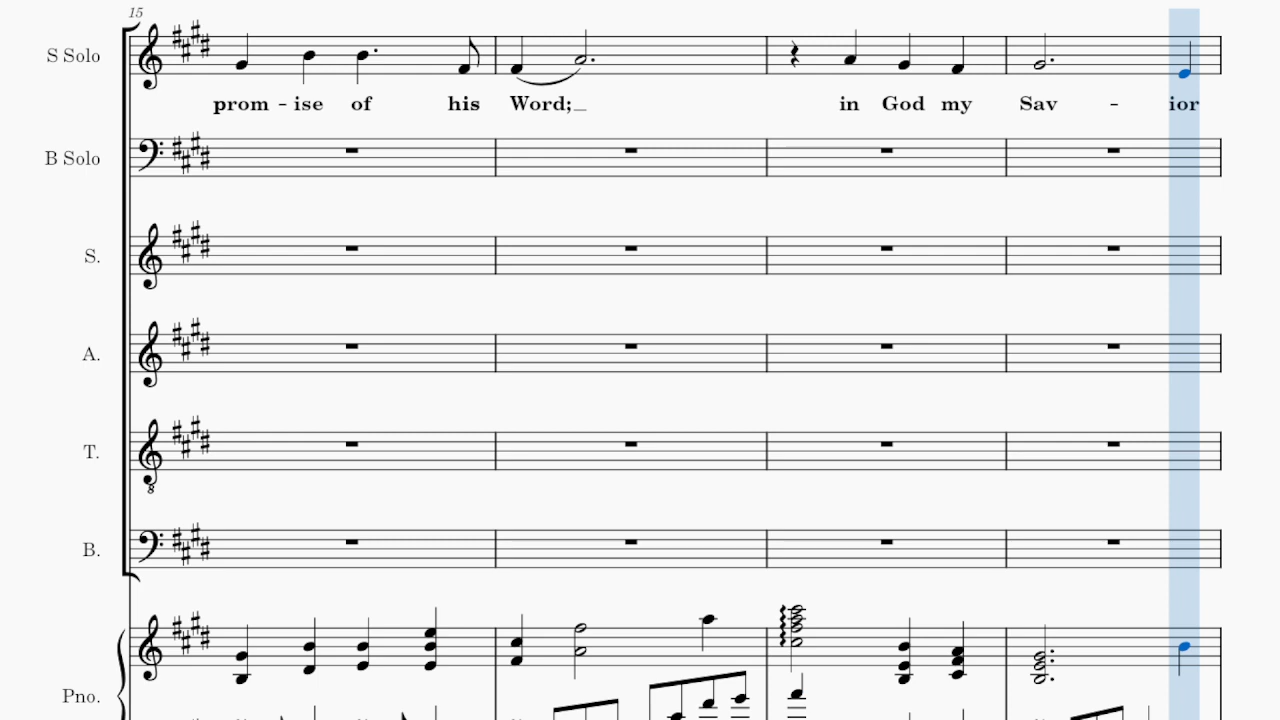 15
S Solo
prom - ise of his Word;_ in God my Sav - ior
B Solo
S.
A.
T.
8
B.
Pno.